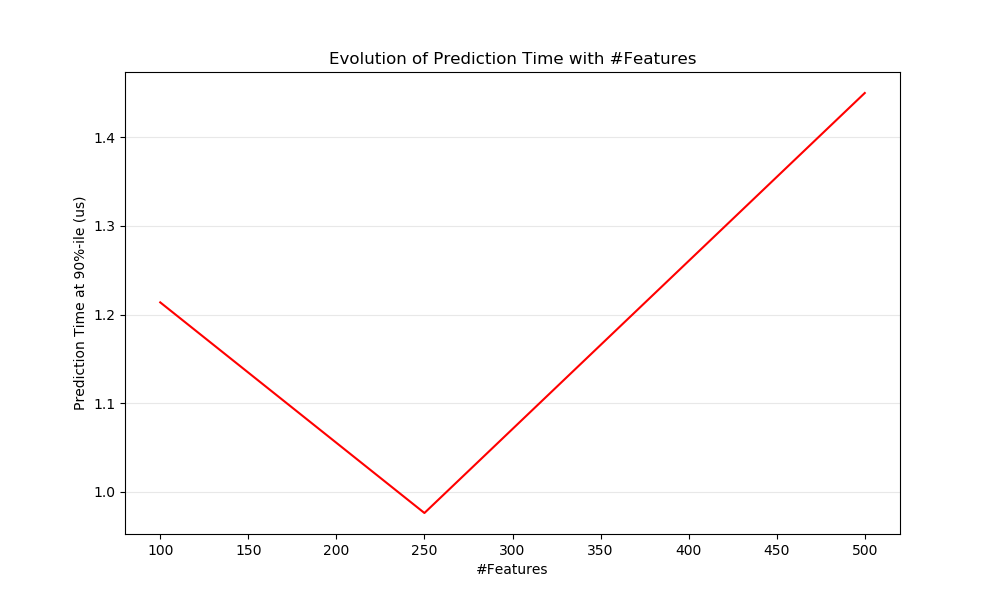 Evolution of Prediction Time with #Features
Prediction Time at 90%-ile (us)
1.4
1.3
1.2
1.1
1.0
100 150 200 250 300 350 400 450 500
#Features